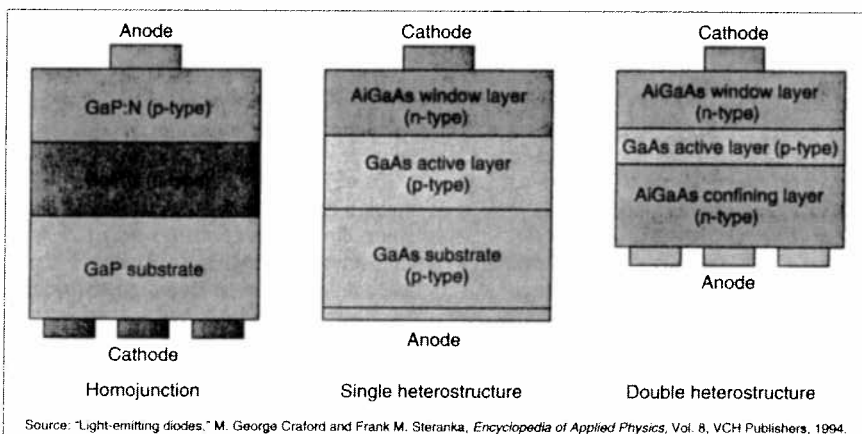 Anode
GaP:N (p-type)
GaP substrate
Cathode
Homojunction
Cathode
AlGaAs window layer
(n-type)
GaAs active layer
(p-type)
GaAs substrate
(p-type)
Anode
Single heterostructure
Cathode
AlGaAs window layer
(n-type)
GaAs active layer (p-type)
AlGaAs confining layer
(n-type)
Anode
Double heterostructure
Source: "Light-emitting diodes," M. George Craford and Frank M. Steranka, Encyclopedia of Applied Physics, Vol. 8, VCH Publishers, 1994.